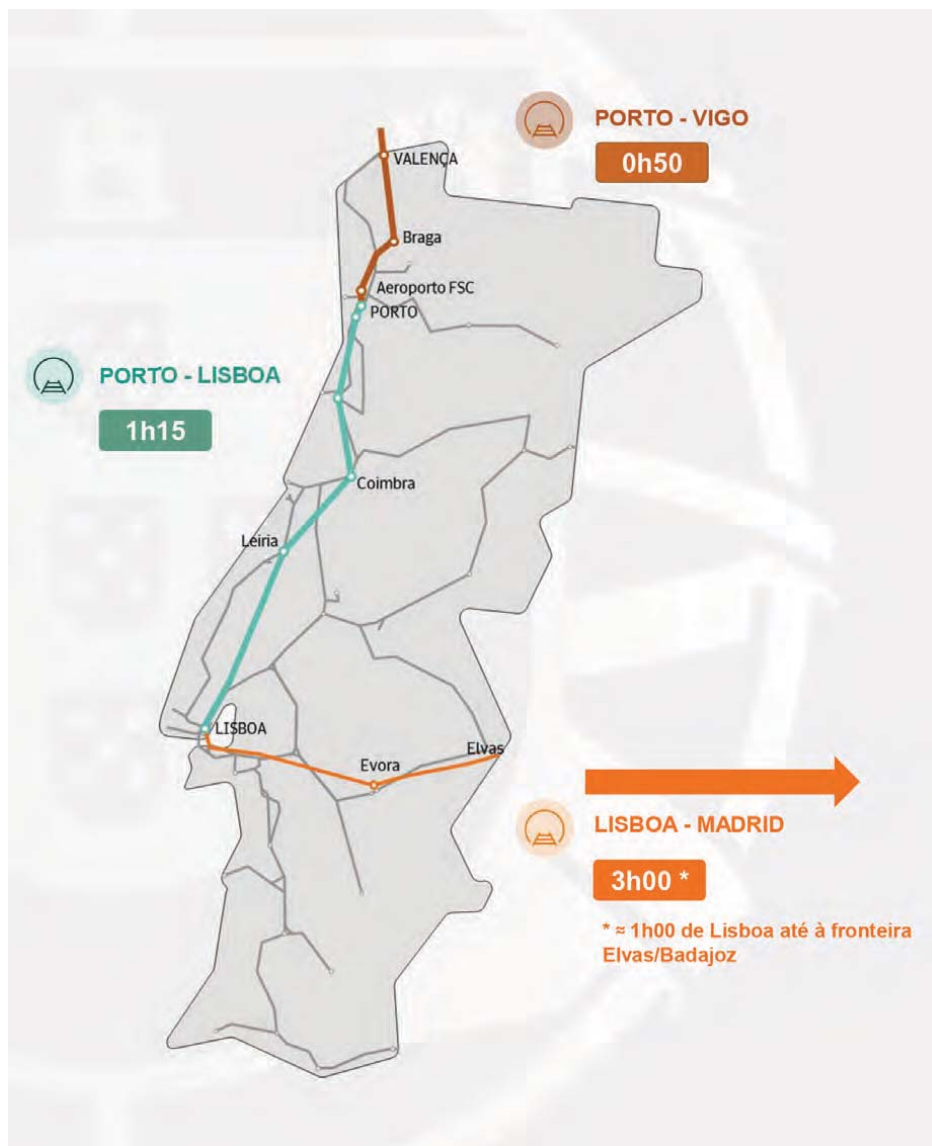 PORTO - VIGO
0h50
VALENÇA
Braga
Aeroporto FSC
PORTO
PORTO - LISBOA
1h15
Coimbra
Leiria
LISBOA
Evora
Elvas
LISBOA - MADRID
3h00 *
* ≈ 1h00 de Lisboa até à fronteira
Elvas/Badajoz